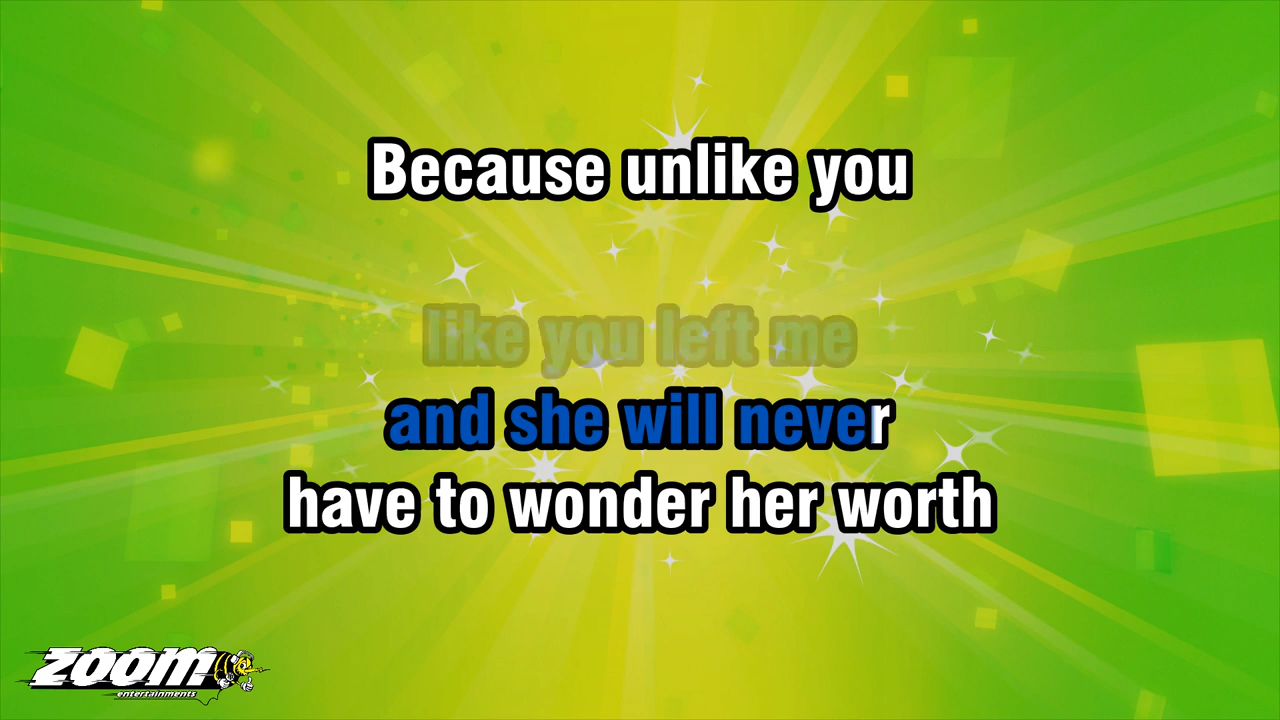 Because unlike you
like you left me
and she will never
have to wonder her worth
ZOOM
entertainments